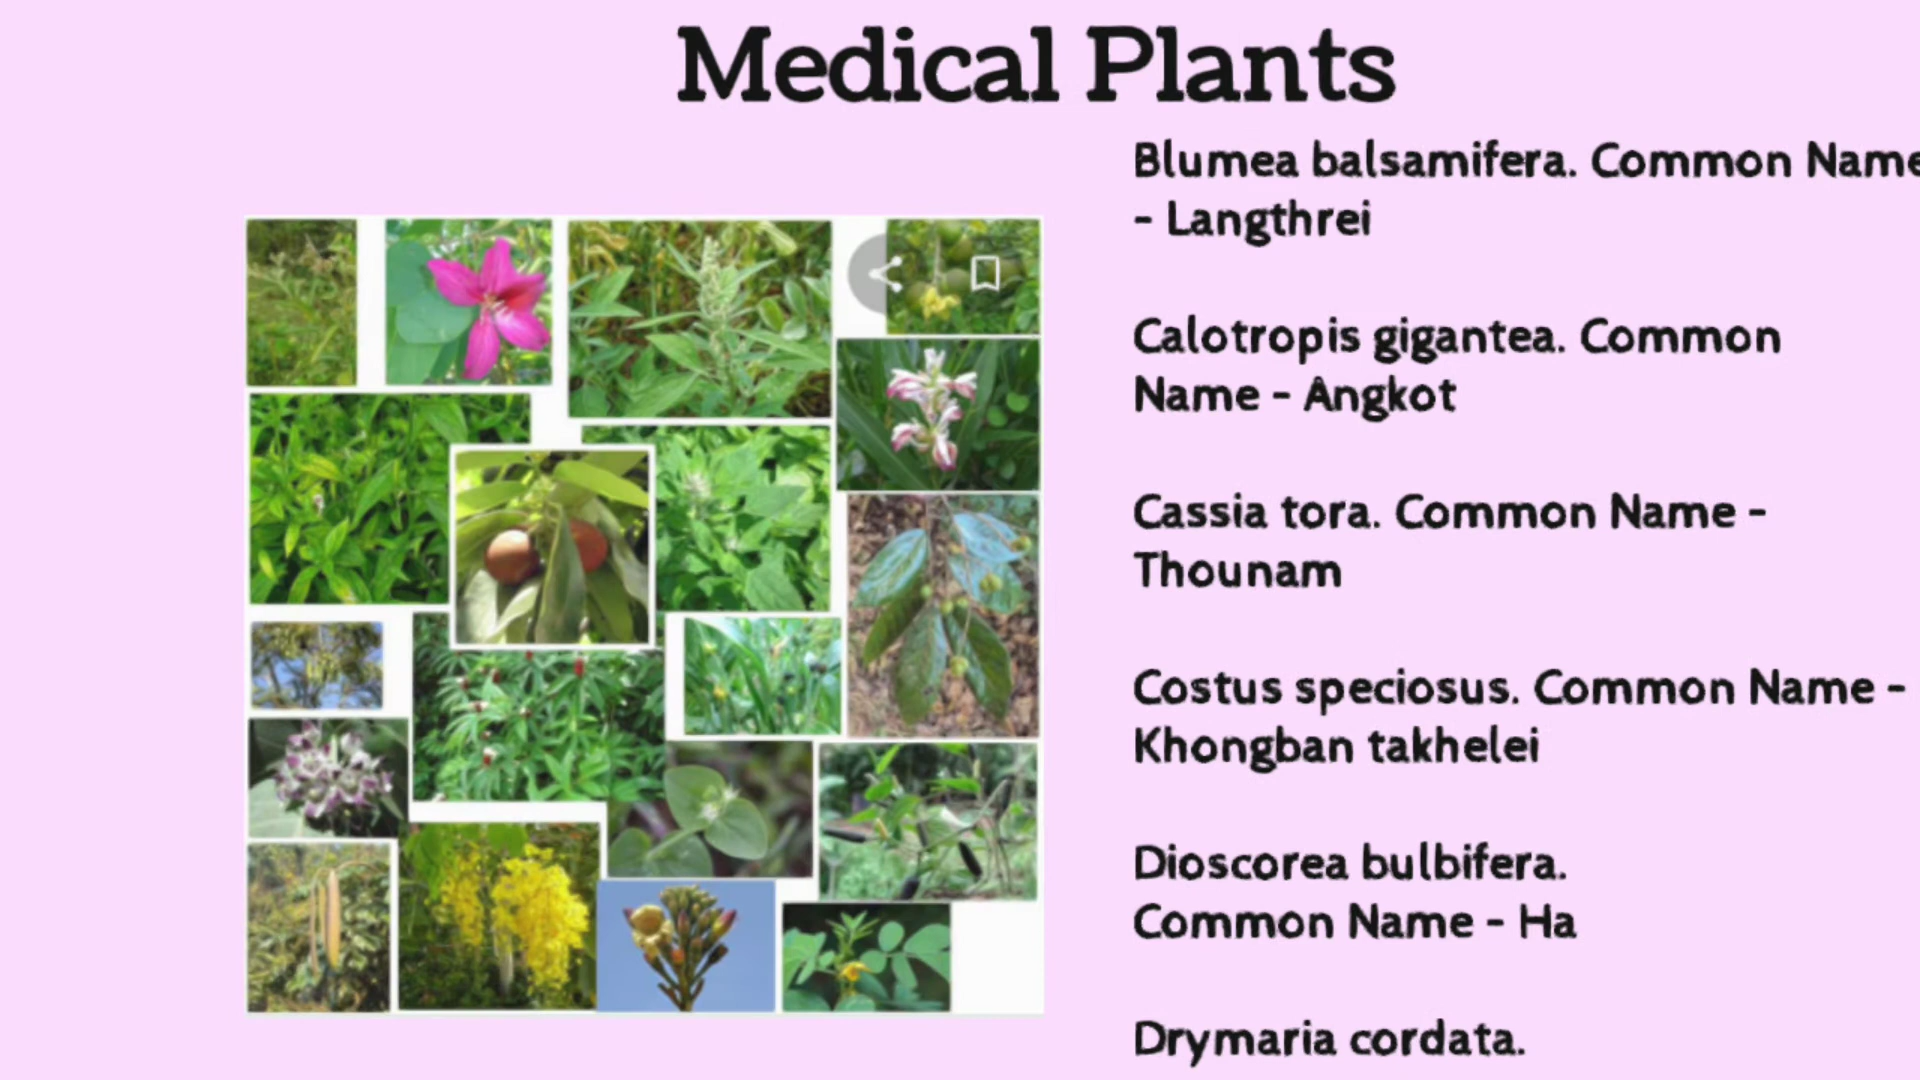 Medical Plants
Blumea balsamifera. Common Name
- Langthrei
Calotropis gigantea. Common
Name - Angkot
Cassia tora. Common Name -
Thounam
Costus speciosus. Common Name -
Khongban takhelei
Dioscorea bulbifera.
Common Name - Ha
Drymaria cordata.